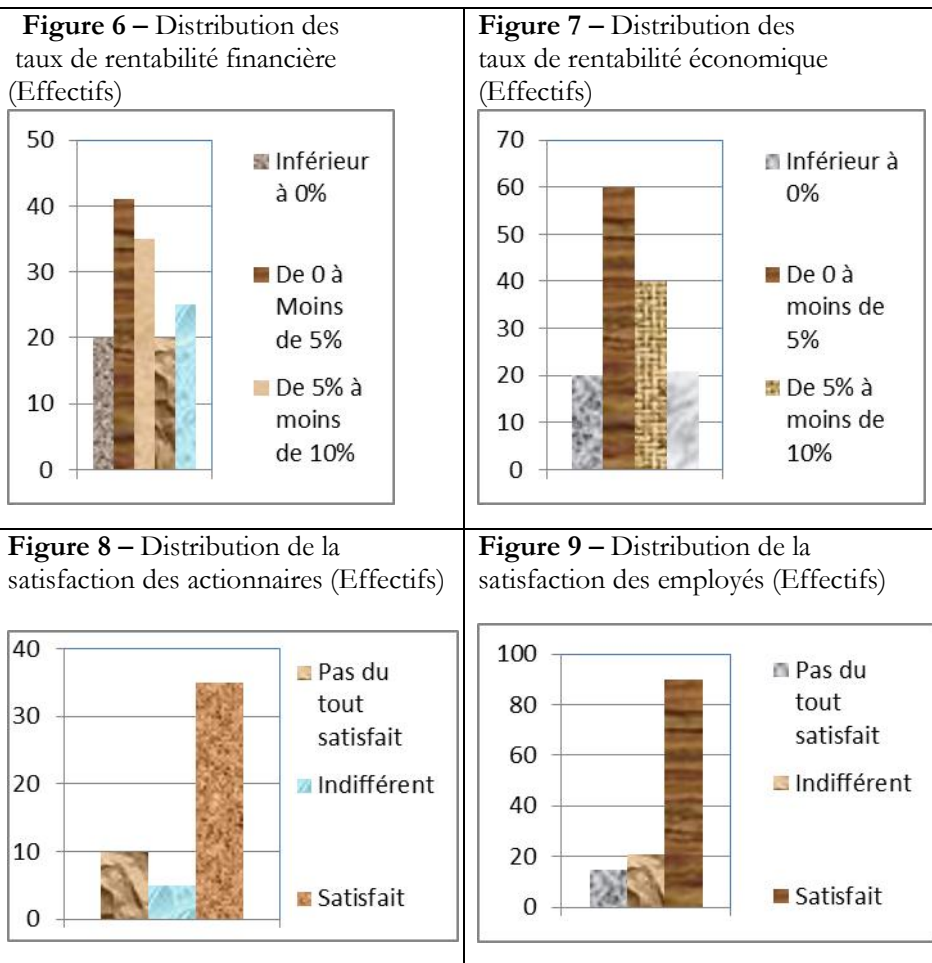 Figure 6 – Distribution des
taux de rentabilité financière
(Effectifs)
50
40
30
20
10
0
Inférieur
à 0%
De 0 à
Moins
de 5%
De 5% à
moins
de 10%
Figure 7 – Distribution des
taux de rentabilité économique
(Effectifs)
70
60
50
40
30
20
10
0
Inférieur à
0%
De 0 à
moins de
5%
De 5% à
moins de
10%
Figure 8 – Distribution de la
satisfaction des actionnaires (Effectifs)
40
30
20
10
0
Pas du
tout
satisfait
Indifférent
Satisfait
Figure 9 – Distribution de la
satisfaction des employés (Effectifs)
100
80
60
40
20
0
Pas du
tout
satisfait
Indifférent
Satisfait